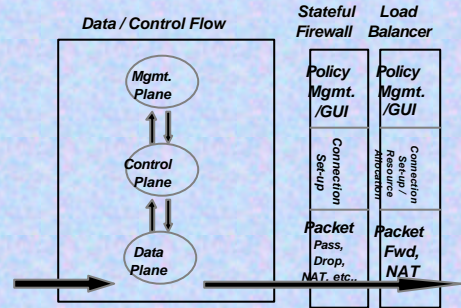 Data / Control Flow
Mgmt.
Plane
Control
Plane
Data
Plane
Stateful
Firewall
Policy
Mgmt.
/GUI
Connection
Set-up
Packet
Pass,
Drop,
NAT. etc..
Load
Balancer
Policy
Mgmt.
/GUI
Connection
Set-up /
Resource
Allocation
Packet
Fwd,
NAT